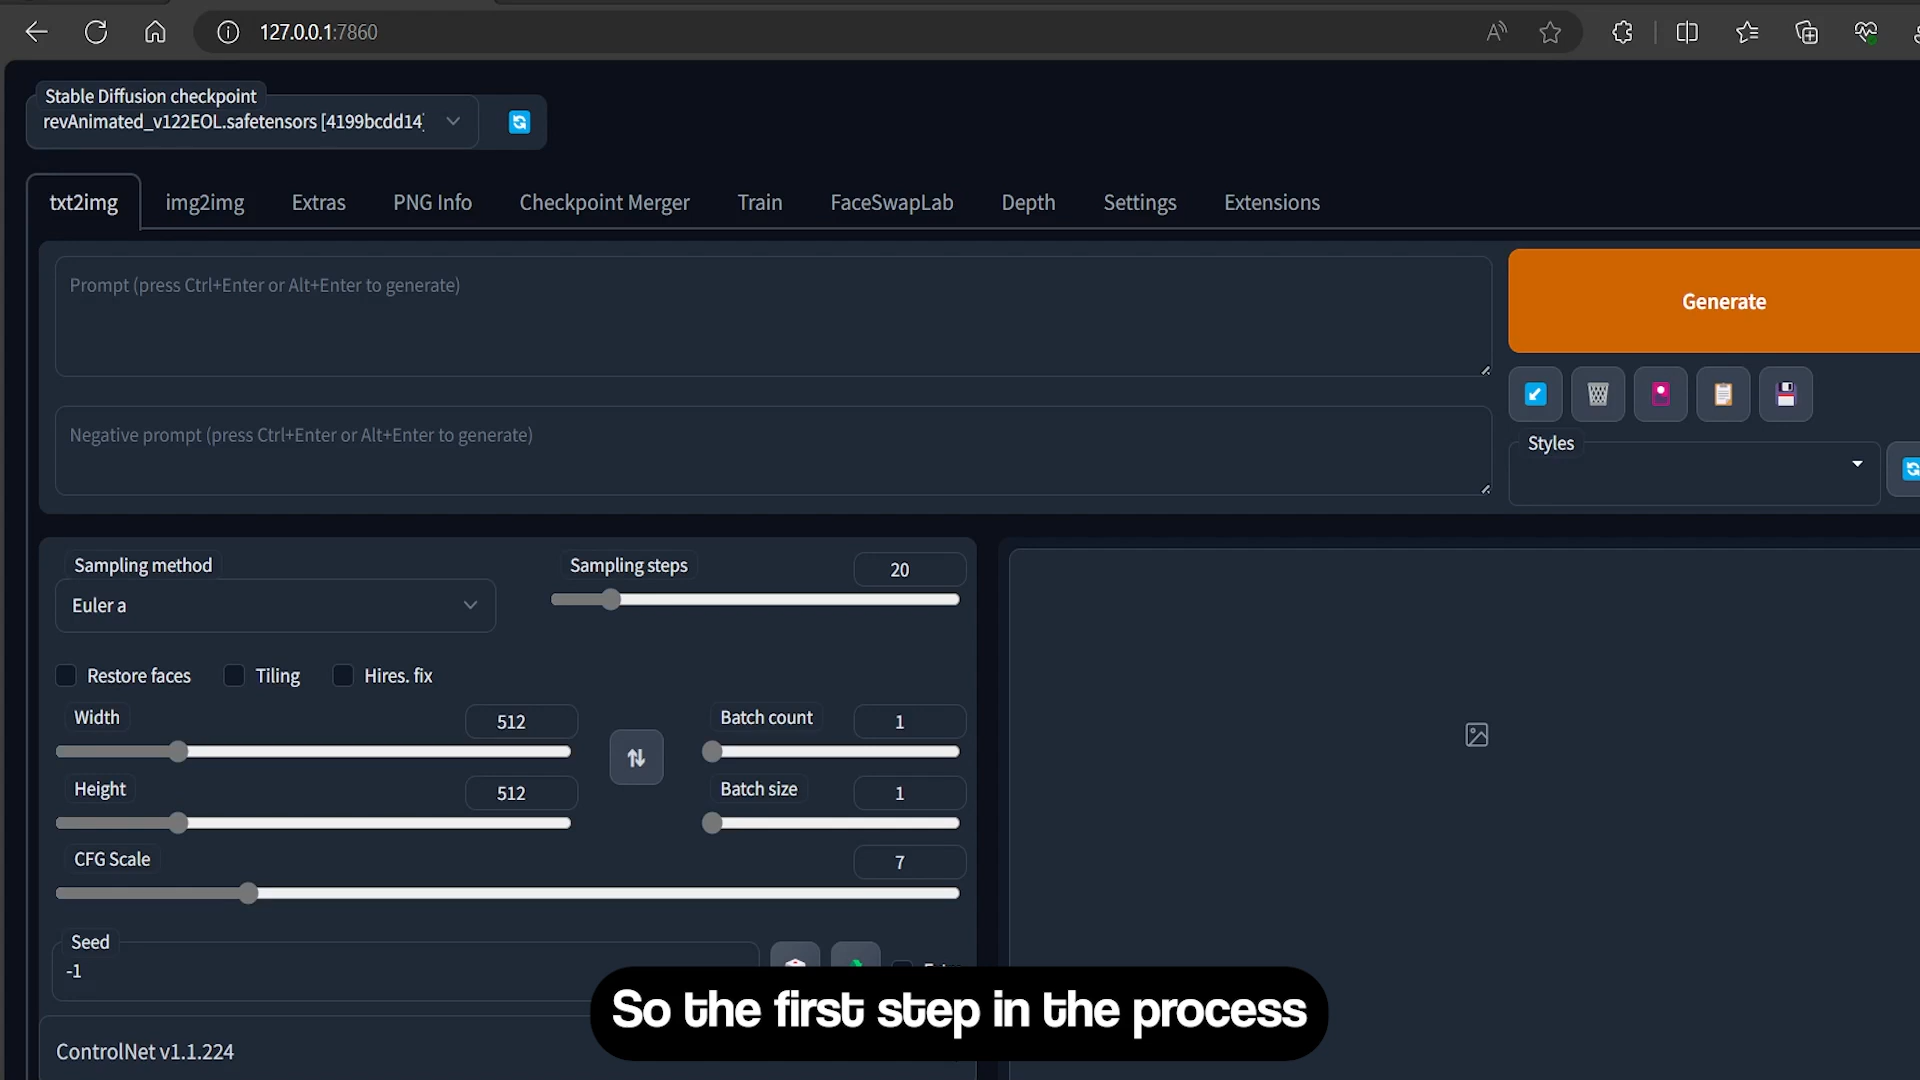 127.0.0.1:7860
Stable Diffusion checkpoint
revAnimated_v122EOL.safetensors [4199bcdd14]
txt2img img2img Extras PNG Info Checkpoint Merger Train FaceSwapLab Depth Settings Extensions
Prompt (press Ctrl+Enter or Alt+Enter to generate)
Generate
Negative prompt (press Ctrl+Enter or Alt+Enter to generate)
Styles
Sampling method
Euler a
Sampling steps
20
Restore faces Tiling Hires. fix
Width
512
Height
512
Batch count
1
Batch size
1
CFG Scale
7
Seed
-1
So the first step in the process
ControlNet v1.1.224